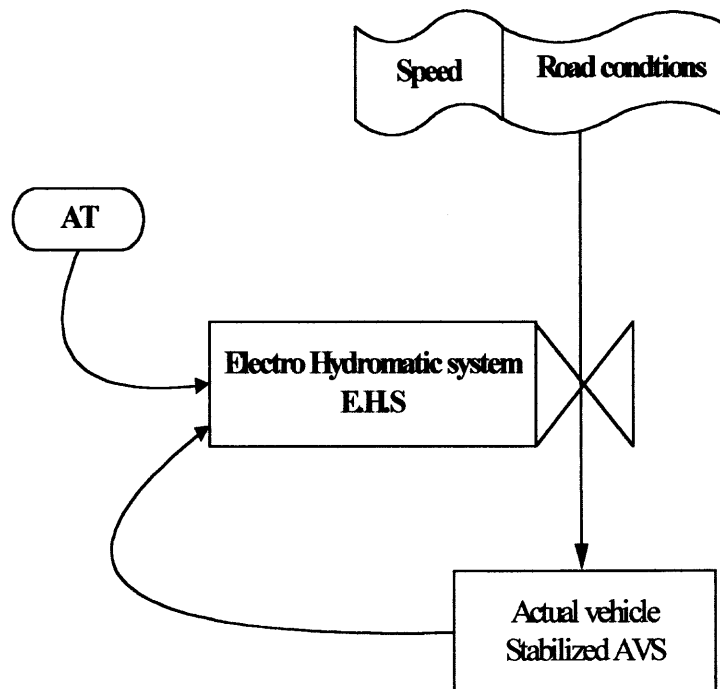 Speed
Road condtions
AT
Electro Hydromatic system
E.H.S
Actual vehicle
Stabilized AVS